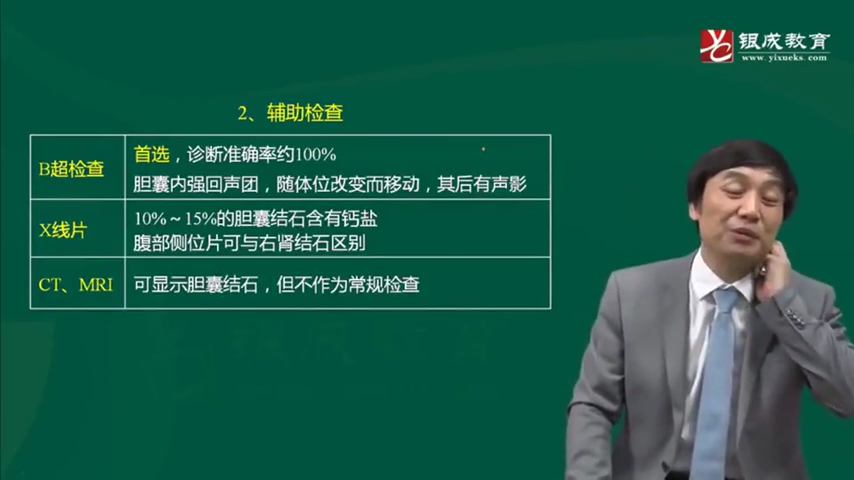 银成教育
www.yixueks.com
2、辅助检查
B超检查
首选，诊断准确率约100%
胆囊内强回声团，随体位改变而移动，其后有声影
X线片
10%～15%的胆囊结石含有钙盐
腹部侧位片可与右肾结石区别
CT、MRI
可显示胆囊结石，但不作为常规检查
银成教育